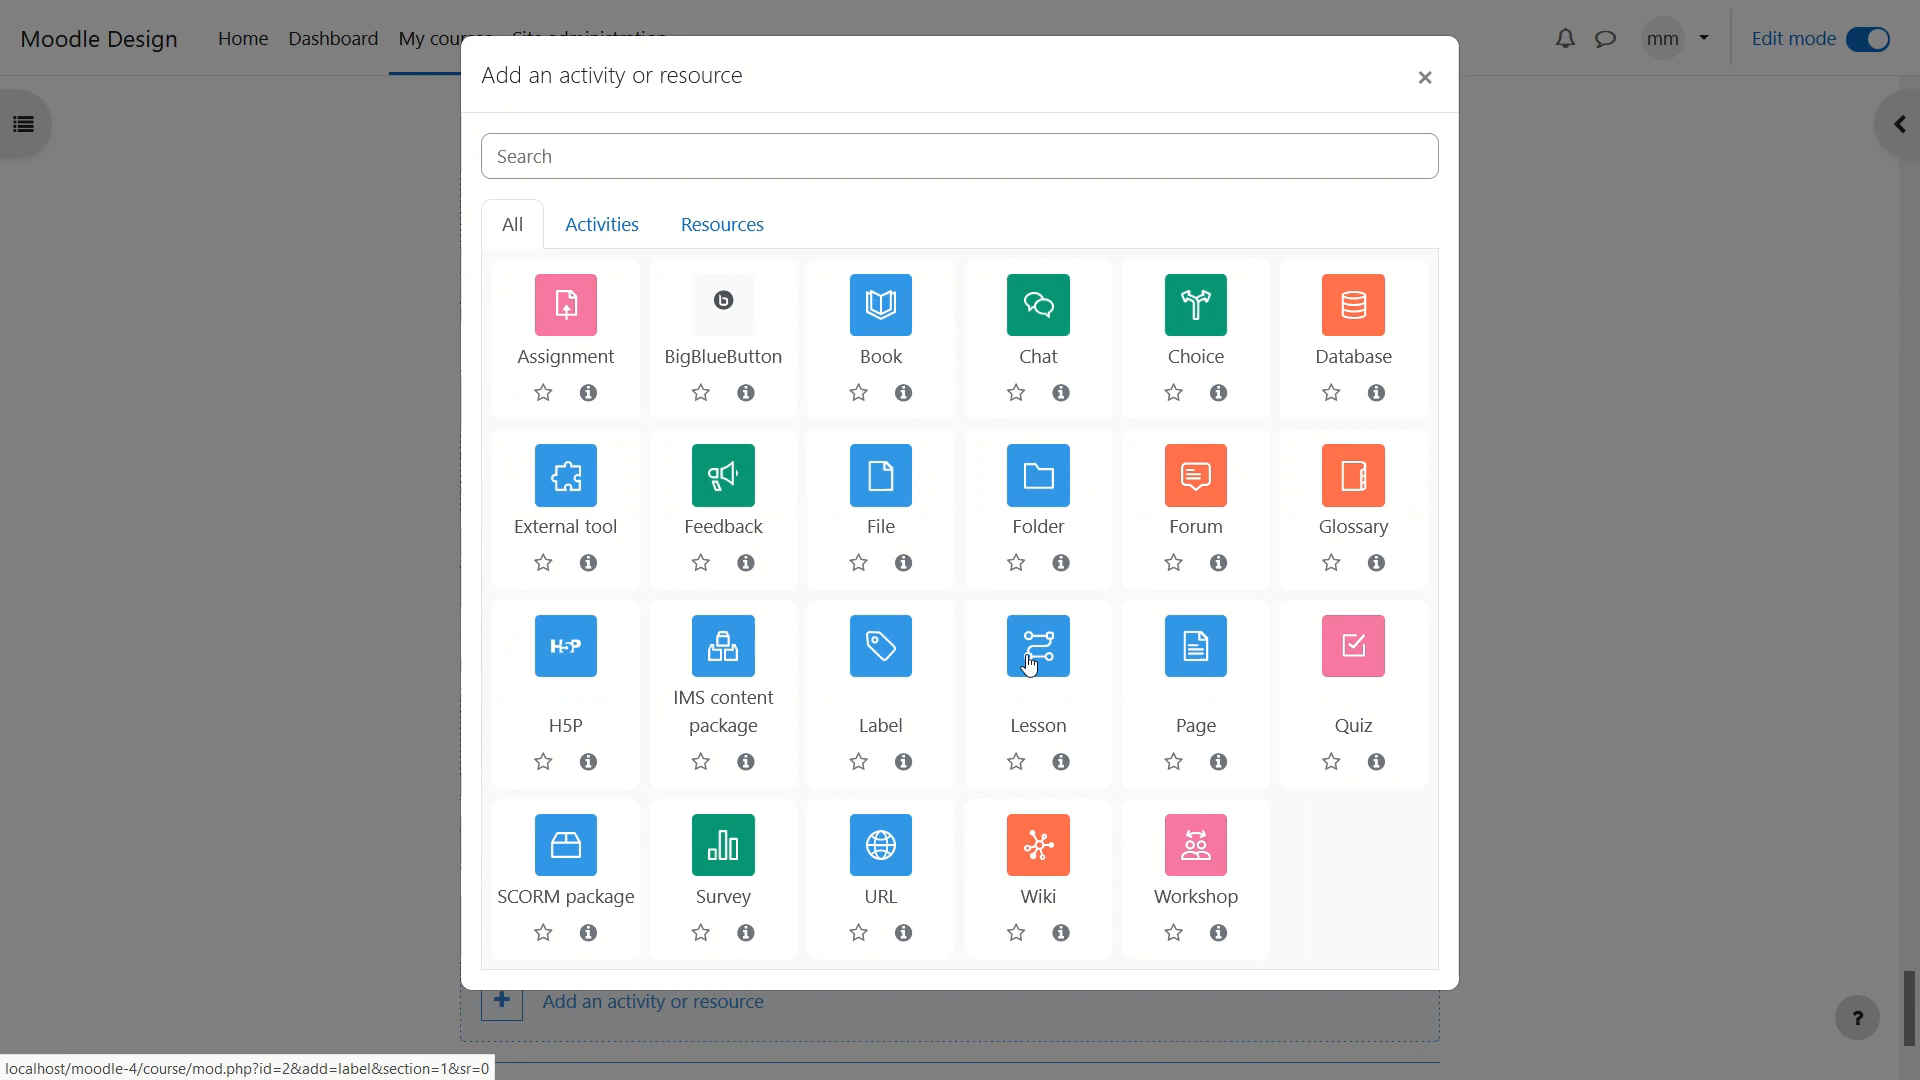 Moodle Design Home Dashboard My cour mm Edit mode
Add an activity or resource ×
Search
All Activities Resources
Assignment BigBlueButton Book Chat Choice Database
External tool Feedback File Folder Forum Glossary
H5P
IMS content
H5P package Label Lesson Page Quiz
SCORM package Survey URL Wiki Workshop
+ Add an activity or resource
?
localhost/moodle-4/course/mod.php?id=2&add=label&section=1&sr=0